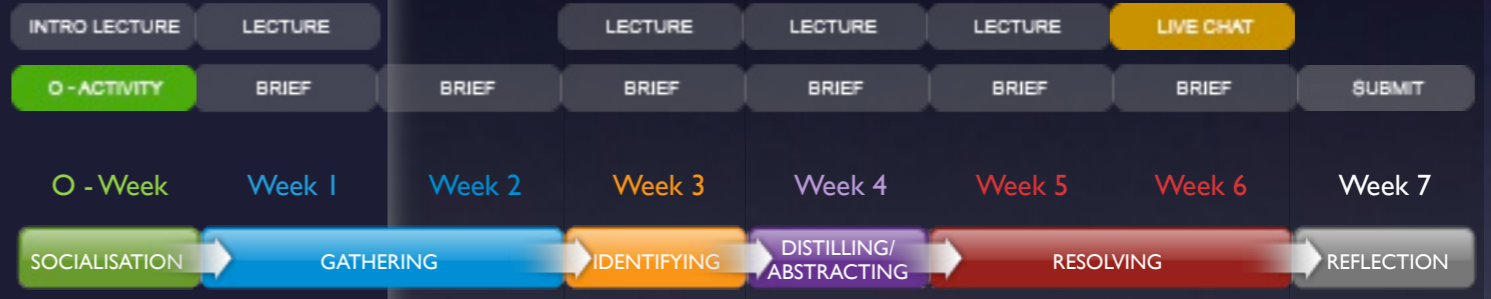 INTRO LECTURE LECTURE LECTURE LECTURE LECTURE LIVE CHAT
O - ACTIVITY BRIEF BRIEF BRIEF BRIEF BRIEF BRIEF SUBMIT
O - Week Week 1 Week 2 Week 3 Week 4 Week 5 Week 6 Week 7
SOCIALISATION GATHERING IDENTIFYING DISTILLING/
ABSTRACTING RESOLVING REFLECTION